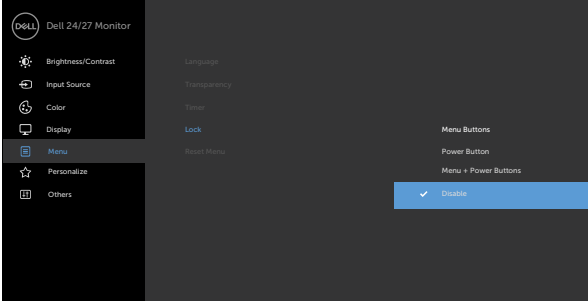 DELL
Dell 24/27 Monitor
Brightness/Contrast
Input Source
Color
Display
Menu
Personalize
Others
Language
Transparency
Timer
Lock
Reset Menu
Menu Buttons
Power Button
Menu + Power Buttons
Disable